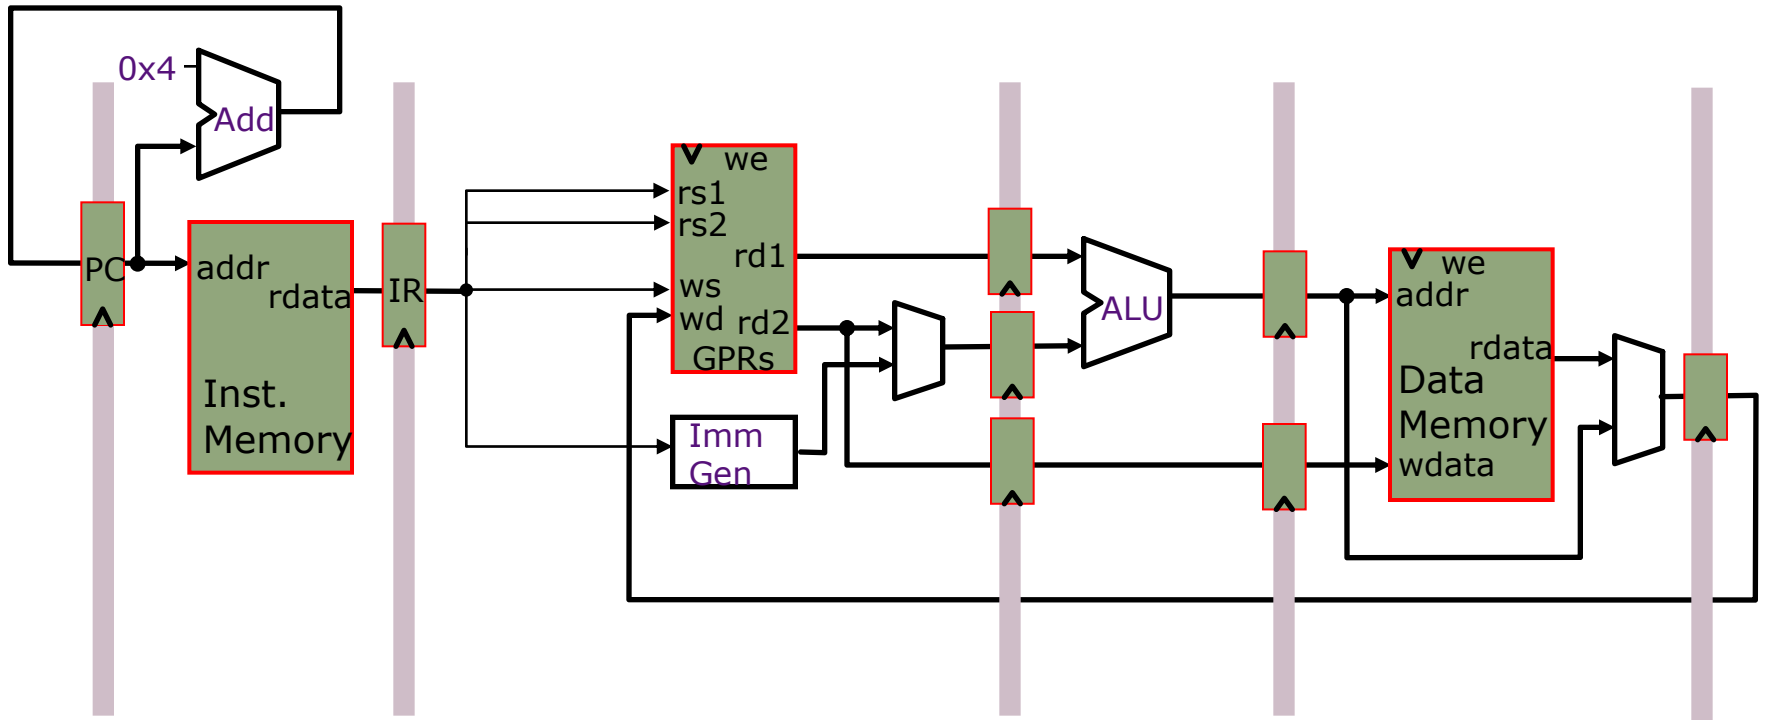 0x4
Add
PC
addr
rdata
Inst.
Memory
IR
we
rs1
rs2
rd1
ws
wd
rd2
GPRs
Imm
Gen
ALU
we
addr
rdata
Data
Memory
wdata